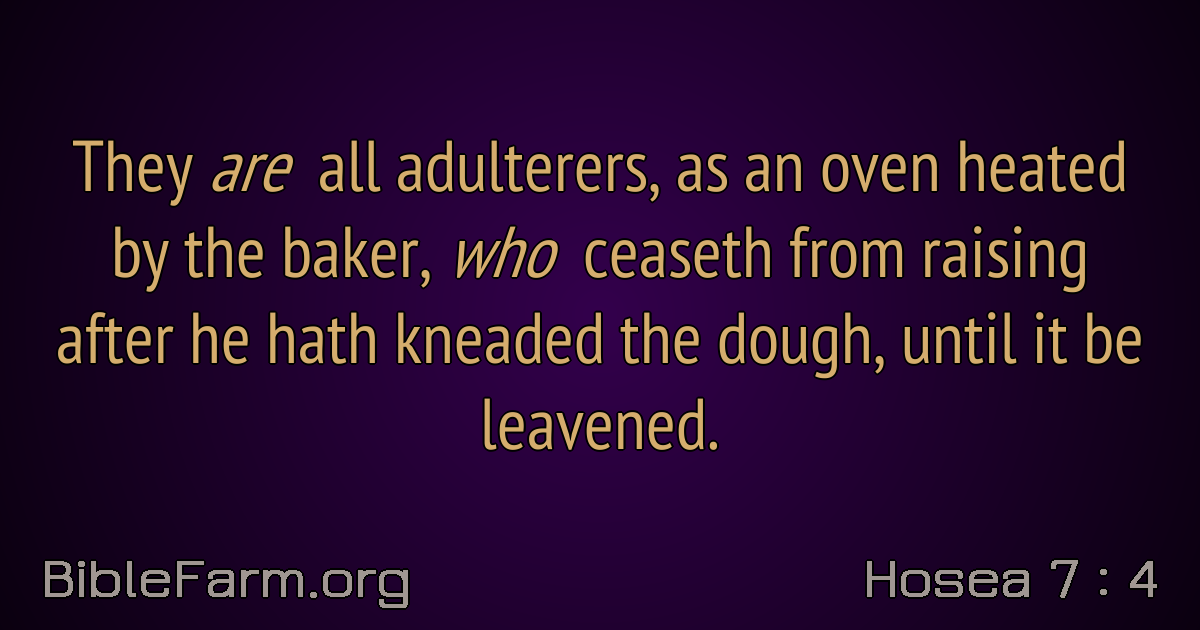 They are all adulterers, as an oven heated
by the baker, who ceaseth from raising
after he hath kneaded the dough, until it be
leavened.
BibleFarm.org
Hosea 7 : 4